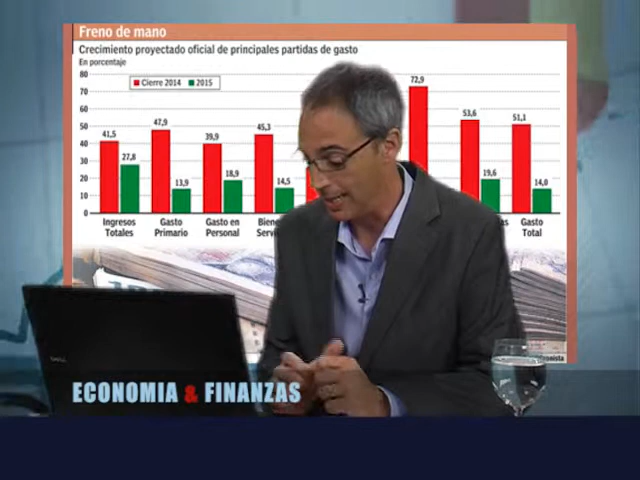 Freno de mano
Crecimiento proyectado oficial de principales partidas de gasto
En porcentaje
80
70
60
50
40
30
20
10
0
Cierre 2014 2015
41,5 27,8 47,9 13,9 39,9 18,9 45,3 14,5 72,9 53,6 19,6 51,1 14,0
Ingresos Gasto Gasto en Gasto
Totales Primario Personal Total
DELL
ECONOMIA & FINANZAS